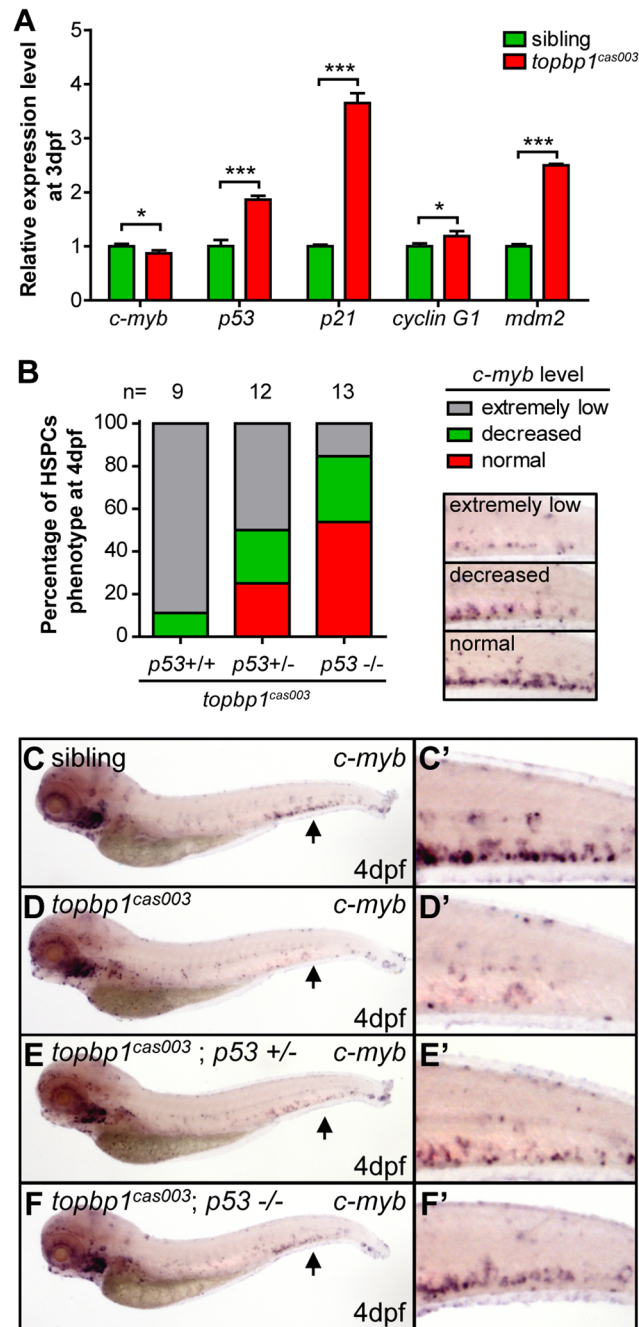 A
5
4
3
2
1
0
Relative expression level
at 3dpf
sibling
topbp1cas003
*
***
***
*
***
c-myb
p53
p21
cyclin G1
mdm2
B
n=
9
12
13
100
80
60
40
20
0
Percentage of HSPCs
phenotype at 4dpf
p53+/+
p53+/-
p53 -/-
topbp1cas003
c-myb level
extremely low
decreased
normal
extremely low
decreased
normal
C sibling
c-myb
4dpf
C'
D topbp1cas003
c-myb
4dpf
D'
E topbp1cas003 ; p53 +/-
c-myb
4dpf
E'
F topbp1cas003; p53 -/-
c-myb
4dpf
F'